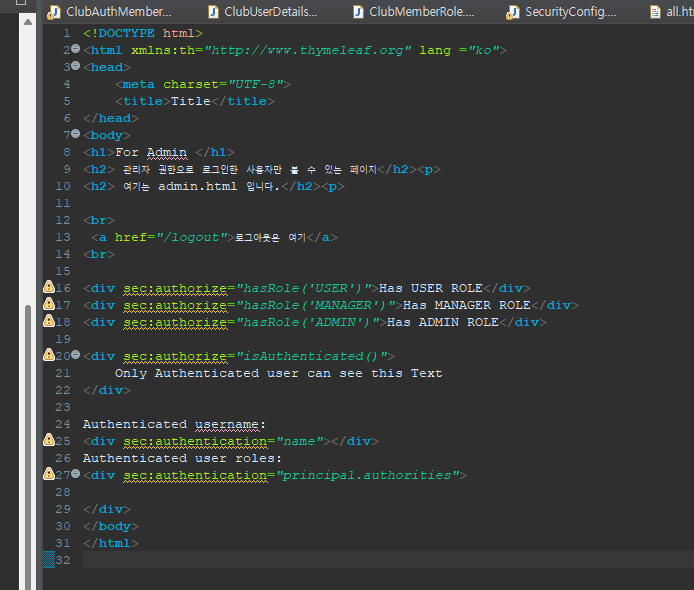 ClubAuthMember... ClubUserDetails... ClubMemberRole.... SecurityConfig.... all.ht
1 <!DOCTYPE html>
2 <html xmlns:th="http://www.thymeleaf.org" lang ="ko">
3 <head>
4 <meta charset="UTF-8">
5 <title>Title</title>
6 </head>
7 <body>
8 <h1>For Admin </h1>
9 <h2> 관리자 권한으로 로그인한 사용자만 볼 수 있는 페이지</h2><p>
10 <h2> 여기는 admin.html 입니다.</h2><p>
11
12 <br>
13 <a href="/logout">로그아웃은 여기</a>
14 <br>
15
16 <div sec:authorize="hasRole('USER')">Has USER ROLE</div>
17 <div sec:authorize="hasRole('MANAGER')">Has MANAGER ROLE</div>
18 <div sec:authorize="hasRole('ADMIN')">Has ADMIN ROLE</div>
19
20 <div sec:authorize="isAuthenticated()">
21 Only Authenticated user can see this Text
22 </div>
23
24 Authenticated username:
25 <div sec:authentication="name"></div>
26 Authenticated user roles:
27 <div sec:authentication="principal.authorities">
28
29 </div>
30 </body>
31 </html>
32